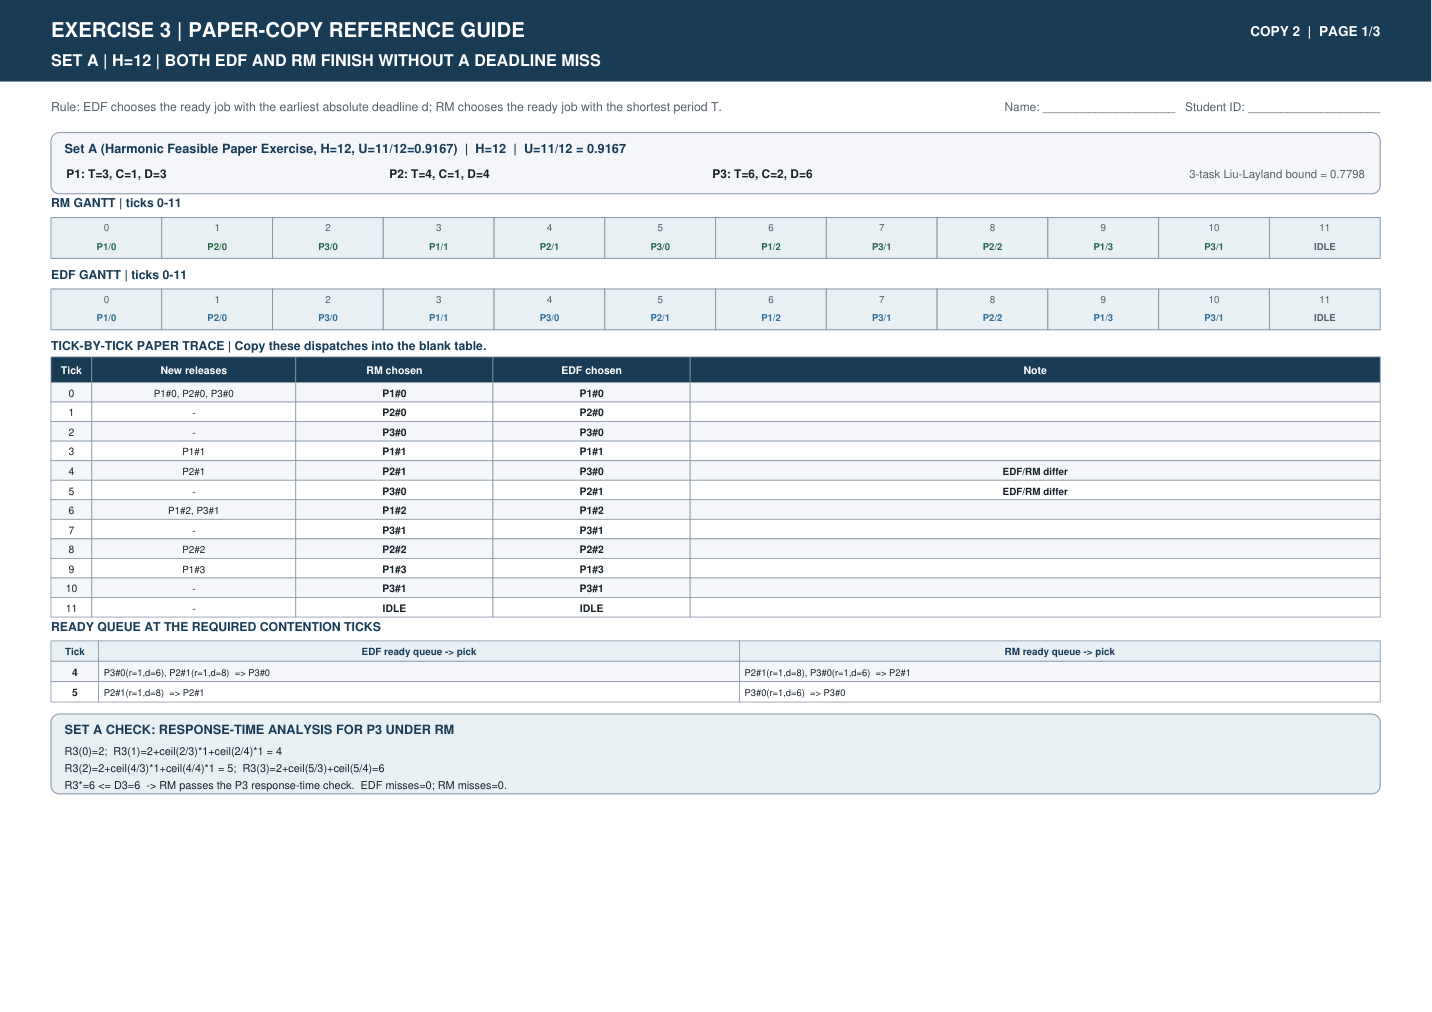 EXERCISE 3 | PAPER-COPY REFERENCE GUIDE
COPY 2 | PAGE 1/3
SET A | H=12 | BOTH EDF AND RM FINISH WITHOUT A DEADLINE MISS
Rule: EDF chooses the ready job with the earliest absolute deadline d; RM chooses the ready job with the shortest period T.
Name: ____________________ Student ID: ____________________
Set A (Harmonic Feasible Paper Exercise, H=12, U=11/12=0.9167) | H=12 | U=11/12 = 0.9167
P1: T=3, C=1, D=3 P2: T=4, C=1, D=4 P3: T=6, C=2, D=6 3-task Liu-Layland bound = 0.7798
RM GANTT | ticks 0-11
0 1 2 3 4 5 6 7 8 9 10 11
P1/0 P2/0 P3/0 P1/1 P2/1 P3/0 P1/2 P3/1 P2/2 P1/3 P3/1 IDLE
EDF GANTT | ticks 0-11
0 1 2 3 4 5 6 7 8 9 10 11
P1/0 P2/0 P3/0 P1/1 P3/0 P2/1 P1/2 P3/1 P2/2 P1/3 P3/1 IDLE
TICK-BY-TICK PAPER TRACE | Copy these dispatches into the blank table.
Tick New releases RM chosen EDF chosen Note
0 P1#0, P2#0, P3#0 P1#0 P1#0
1 - P2#0 P2#0
2 - P3#0 P3#0
3 P1#1 P1#1 P1#1
4 P2#1 P2#1 P3#0 EDF/RM differ
5 - P3#0 P2#1 EDF/RM differ
6 P1#2, P3#1 P1#2 P1#2
7 - P3#1 P3#1
8 P2#2 P2#2 P2#2
9 P1#3 P1#3 P1#3
10 - P3#1 P3#1
11 - IDLE IDLE
READY QUEUE AT THE REQUIRED CONTENTION TICKS
Tick EDF ready queue -> pick RM ready queue -> pick
4 P3#0(r=1,d=6), P2#1(r=1,d=8) => P3#0 P2#1(r=1,d=8), P3#0(r=1,d=6) => P2#1
5 P2#1(r=1,d=8) => P2#1 P3#0(r=1,d=6) => P3#0
SET A CHECK: RESPONSE-TIME ANALYSIS FOR P3 UNDER RM
R3(0)=2; R3(1)=2+ceil(2/3)*1+ceil(2/4)*1 = 4
R3(2)=2+ceil(4/3)*1+ceil(4/4)*1 = 5; R3(3)=2+ceil(5/3)+ceil(5/4)=6
R3*=6 <= D3=6 -> RM passes the P3 response-time check. EDF misses=0; RM misses=0.